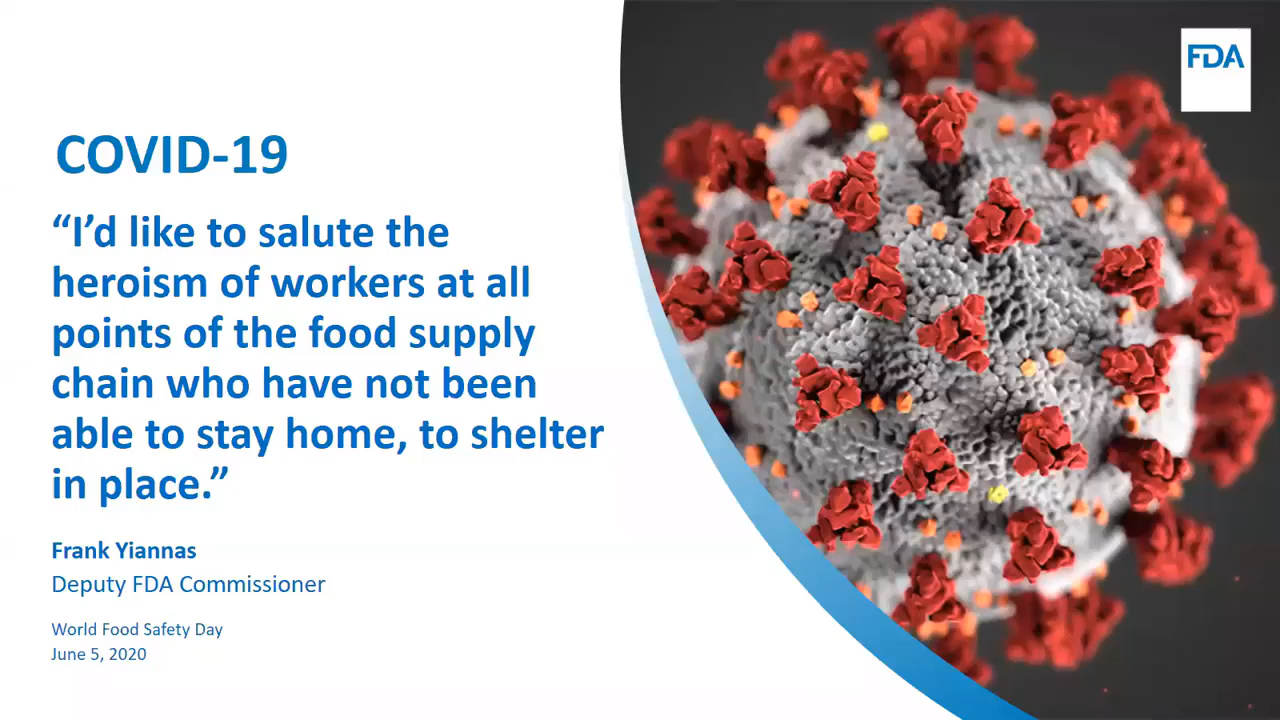 FDA
COVID-19
“I’d like to salute the
heroism of workers at all
points of the food supply
chain who have not been
able to stay home, to shelter
in place.”
Frank Yiannas
Deputy FDA Commissioner
World Food Safety Day
June 5, 2020